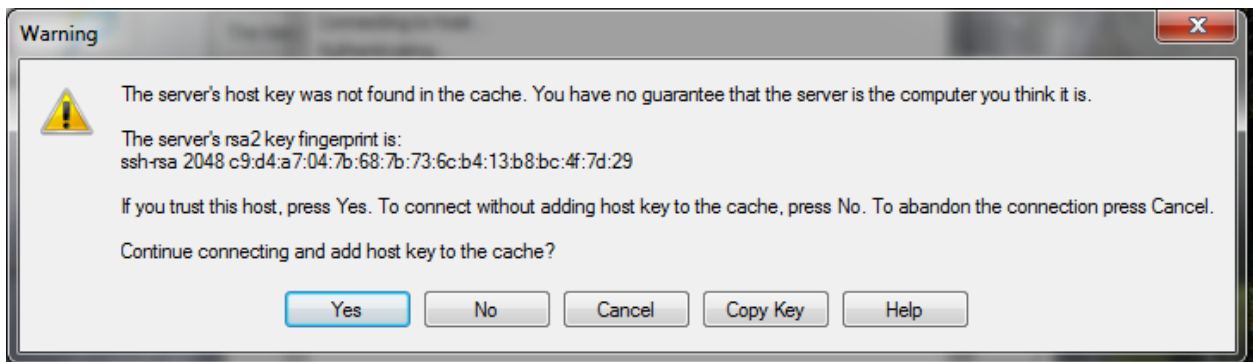 Warning
Connecting to host ...
The server's host key was not found in the cache. You have no guarantee that the server is the computer you think it is.
The server's rsa2 key fingerprint is:
ssh-rsa 2048 c9:d4:a7:04:7b:68:7b:73:6c:b4:13:b8:bc:4f:7d:29
If you trust this host, press Yes. To connect without adding host key to the cache, press No. To abandon the connection press Cancel.
Continue connecting and add host key to the cache?
Yes
No
Cancel
Copy Key
Help